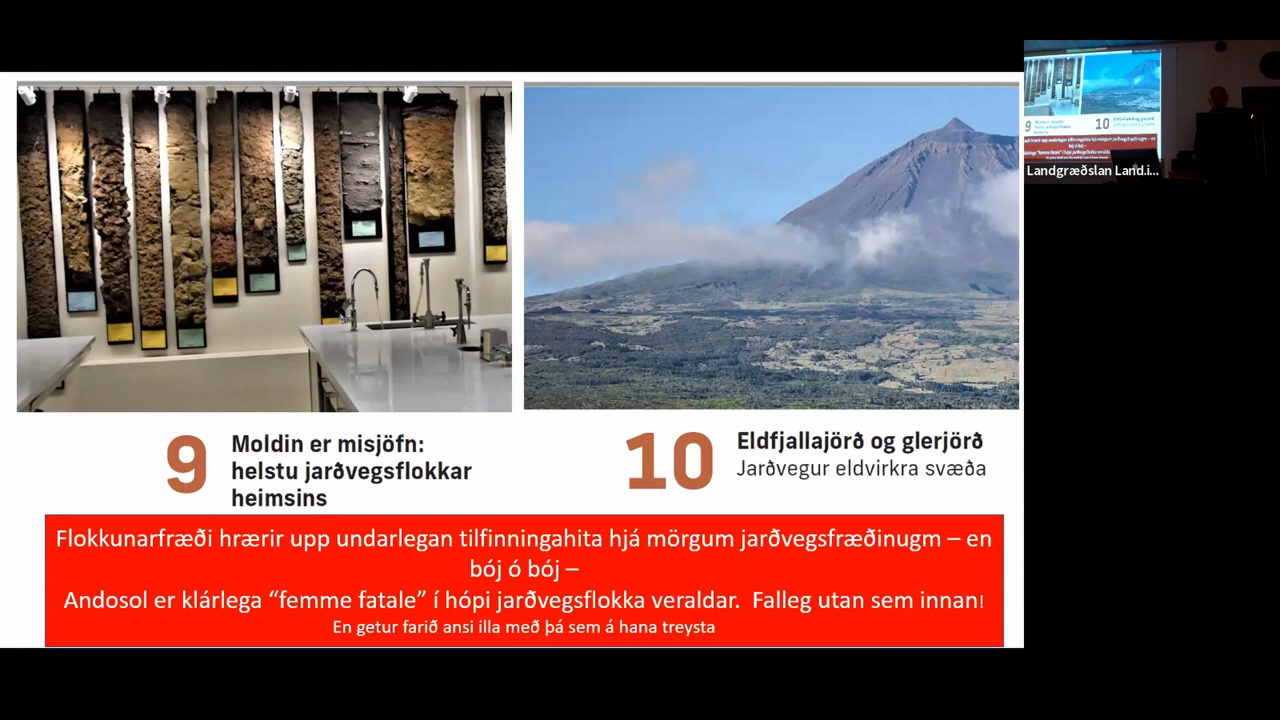 9
Moldin er misjöfn:
helstu jarðvegsflokkar
heimsins
10
Eldfjallajörð og glerjörð
Jarðvegur eldvirkra svæða
Flokkunarfræði hrærir upp undarlegan tilfinningahita hjá mörgum jarðvegsfræðinugm – en
bój ó bój –
Andosol er klárlega “femme fatale” í hópi jarðvegsflokka veraldar. Falleg utan sem innan!
En getur farið ansi illa með þá sem á hana treysta
9
10
Landgræðslan Land.i...